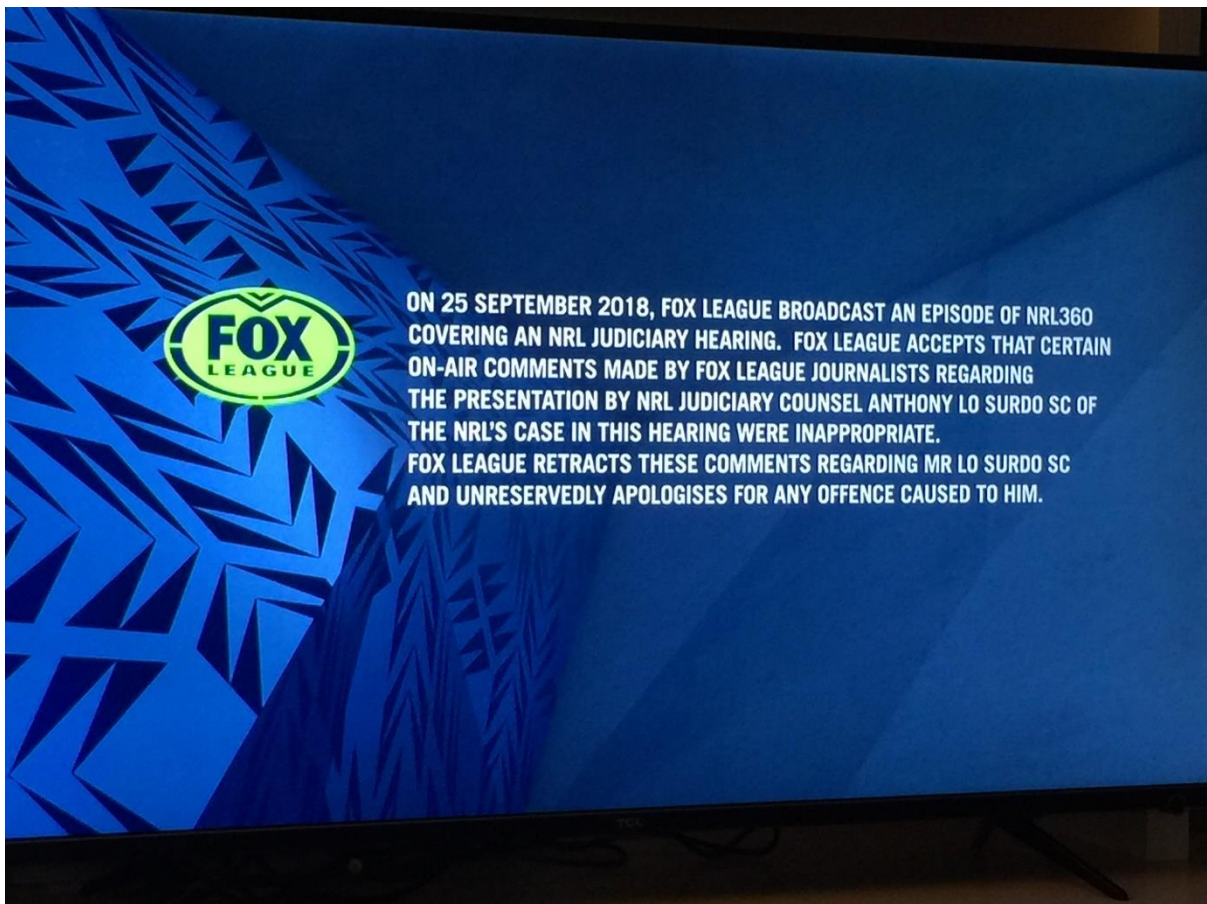 FOX
LEAGUE
ON 25 SEPTEMBER 2018, FOX LEAGUE BROADCAST AN EPISODE OF NRL360
COVERING AN NRL JUDICIARY HEARING. FOX LEAGUE ACCEPTS THAT CERTAIN
ON-AIR COMMENTS MADE BY FOX LEAGUE JOURNALISTS REGARDING
THE PRESENTATION BY NRL JUDICIARY COUNSEL ANTHONY LO SURDO SC OF
THE NRL'S CASE IN THIS HEARING WERE INAPPROPRIATE.
FOX LEAGUE RETRACTS THESE COMMENTS REGARDING MR LO SURDO SC
AND UNRESERVEDLY APOLOGISES FOR ANY OFFENCE CAUSED TO HIM.
TCL